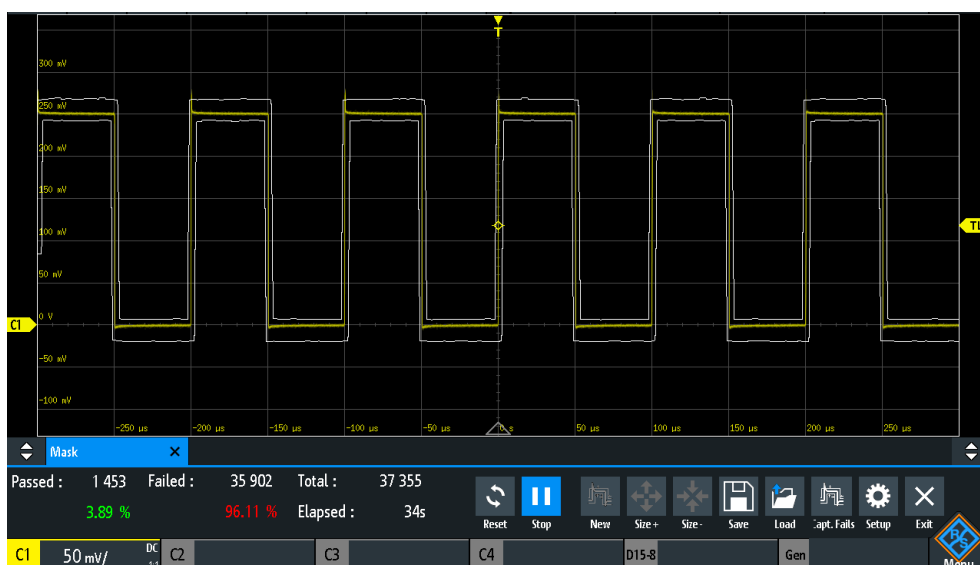 T
300 mV
250 mV
200 mV
150 mV
100 mV
TL
50 mV
0 V
C1
-50 mV
-100 mV
-250 µs -200 µs -150 µs -100 µs -50 µs 0 s 50 µs 100 µs 150 µs 200 µs 250 µs
Mask
Passed : 1 453 Failed : 35 902 Total : 37 355
3.89 % 96.11 % Elapsed : 34s
Reset Stop New Size+ Size- Save Load Capt. Fails Setup Exit
C1 50 mV/ DC 1:1 C2 C3 C4 D15-8 Gen Menu
R&S